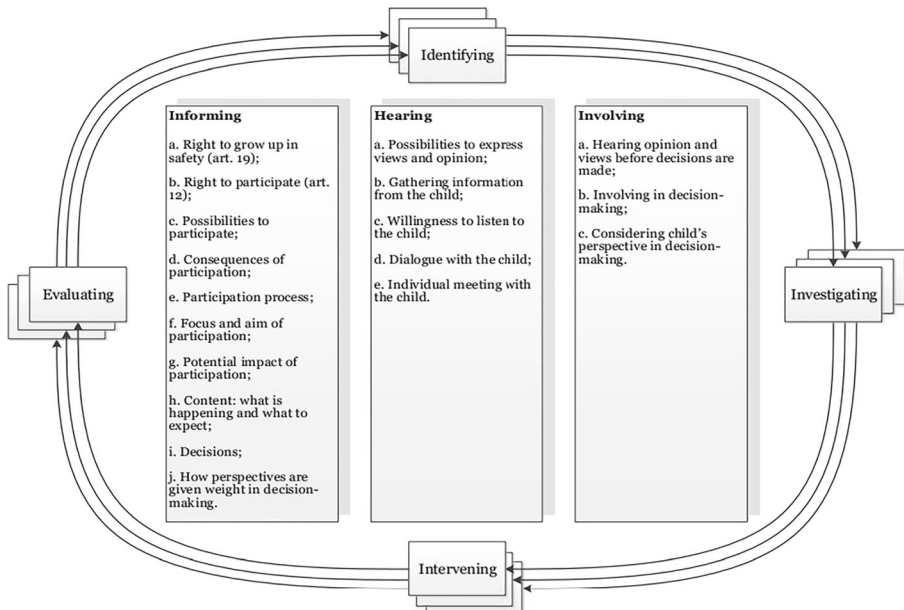 Identifying
Informing
a. Right to grow up in
safety (art. 19);
b. Right to participate (art.
12);
c. Possibilities to
participate;
d. Consequences of
participation;
e. Participation process;
f. Focus and aim of
participation;
g. Potential impact of
participation;
h. Content: what is
happening and what to
expect;
i. Decisions;
j. How perspectives are
given weight in decision-
making.
Hearing
a. Possibilities to express
views and opinion;
b. Gathering information
from the child;
c. Willingness to listen to
the child;
d. Dialogue with the child;
e. Individual meeting with
the child.
Involving
a. Hearing opinion and
views before decisions are
made;
b. Involving in decision-
making;
c. Considering child's
perspective in decision-
making.
Evaluating
Investigating
Intervening